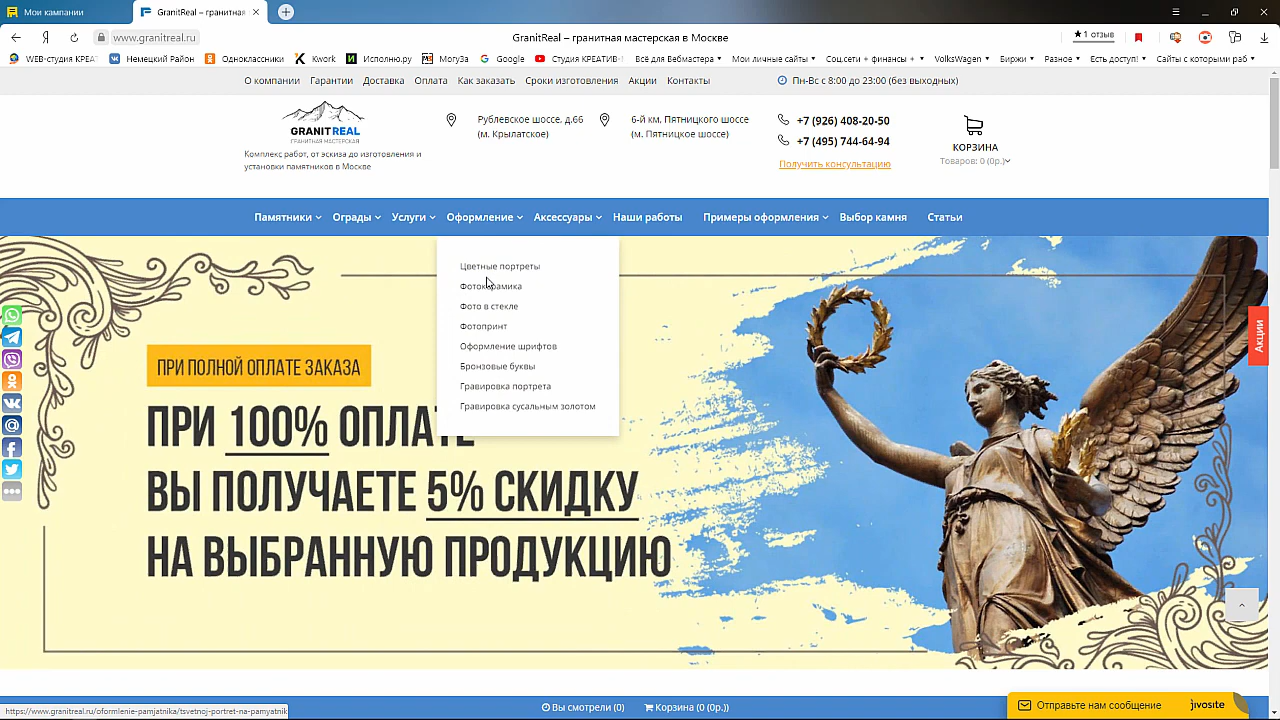 Мои кампании
GranitReal – гранитная
www.granitreal.ru
GranitReal – гранитная мастерская в Москве
★ 1 отзыв
WEB-студия КРЕА
Немецкий Район
Одноклассники
Kwork
Исполню.ру
МогуЗа
Google
Студия КРЕАТИВ-
Всё для Вебмастера
Мои личные сайты
Соц.сети + финансы +
VolksWagen
Биржи
Разное
Есть доступ!
Сайты с которыми раб
О компании
Гарантии
Доставка
Оплата
Как заказать
Сроки изготовления
Акции
Контакты
Пн-Вс с 8:00 до 23:00 (без выходных)
GRANITREAL
ГРАНИТНАЯ МАСТЕРСКАЯ
Комплекс работ, от эскиза до изготовления и
установки памятников в Москве
Рублевское шоссе, д.66
(м. Крылатское)
6-й км. Пятницкого шоссе
(м. Пятницкое шоссе)
+7 (926) 408-20-50
+7 (495) 744-64-94
Получить консультацию
КОРЗИНА
Товаров: 0 (0р.)
Памятники
Ограды
Услуги
Оформление
Аксессуары
Наши работы
Примеры оформления
Выбор камня
Статьи
Цветные портреты
Фотокерамика
Фото в стекле
Фотопринт
Оформление шрифтов
Бронзовые буквы
Гравировка портрета
Гравировка сусальным золотом
ПРИ ПОЛНОЙ ОПЛАТЕ ЗАКАЗА
ПРИ 100% ОПЛАТЕ
ВЫ ПОЛУЧАЕТЕ 5% СКИДКУ
НА ВЫБРАННУЮ ПРОДУКЦИЮ
Акции
https://www.granitreal.ru/oformlenie-pamjatnika/tsvetnoj-portret-na-pamyatnik
Вы смотрели (0)
Корзина (0 (0р.))
Отправьте нам сообщение
jivosite